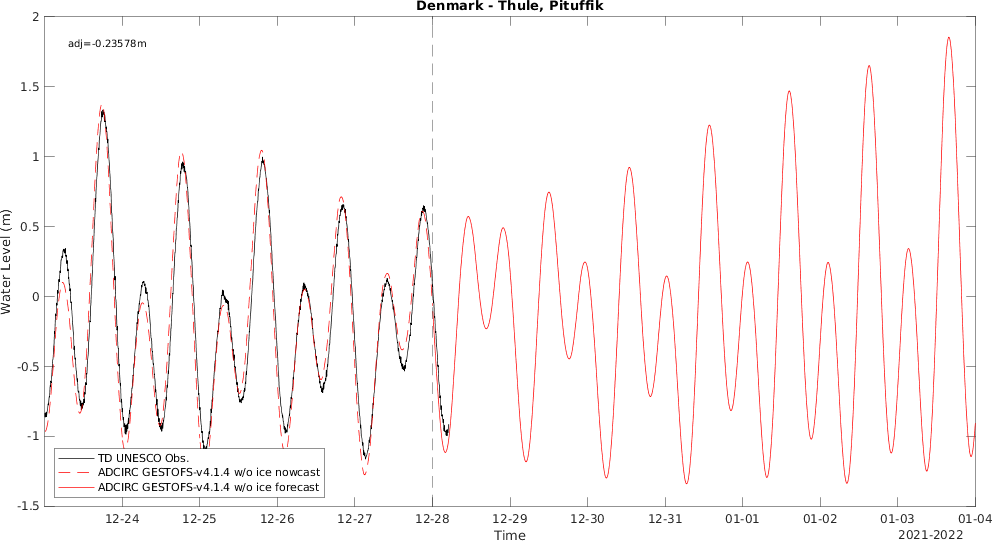 Denmark - Thule, Pituffik
adj=-0.23578m
2
1.5
1
0.5
0
-0.5
-1
-1.5
Water Level (m)
TD UNESCO Obs.
ADCIRC GESTOFS-v4.1.4 w/o ice nowcast
ADCIRC GESTOFS-v4.1.4 w/o ice forecast
12-24 12-25 12-26 12-27 12-28 12-29 12-30 12-31 01-01 01-02 01-03 01-04
Time
2021-2022